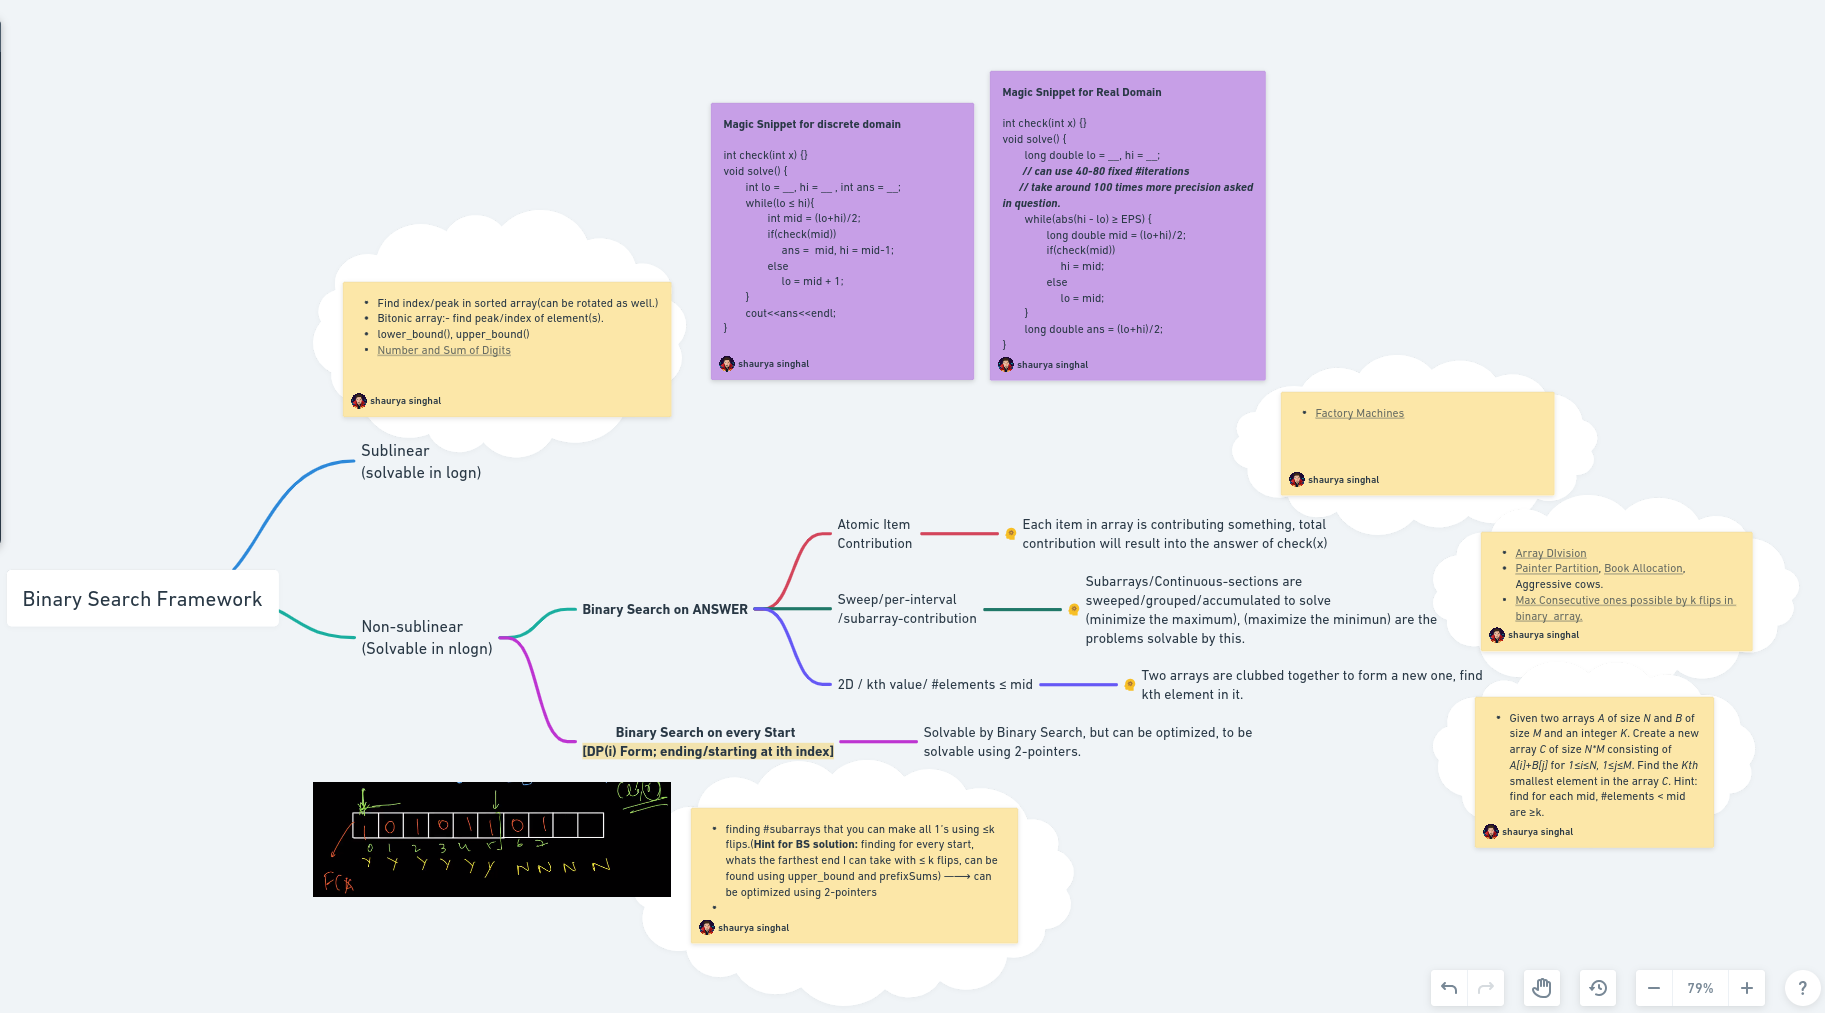 Magic Snippet for discrete domain
int check(int x) {}
void solve() {
int lo = __, hi = __ , int ans = __;
while(lo ≤ hi){
int mid = (lo+hi)/2;
if(check(mid))
ans =  mid, hi = mid-1;
else
lo = mid + 1;
}
cout<<ans<<endl;
}
shaurya singhal
Magic Snippet for Real Domain
int check(int x) {}
void solve() {
long double lo = __, hi = __;
// can use 40-80 fixed #iterations
// take around 100 times more precision asked
in question.
while(abs(hi - lo) ≥ EPS) {
long double mid = (lo+hi)/2;
if(check(mid))
hi = mid;
else
lo = mid;
}
long double ans = (lo+hi)/2;
}
shaurya singhal
• Find index/peak in sorted array(can be rotated as well.)
• Bitonic array:- find peak/index of element(s).
• lower_bound(), upper_bound()
• Number and Sum of Digits
shaurya singhal
Sublinear
(solvable in logn)
Binary Search Framework
Non-sublinear
(Solvable in nlogn)
Binary Search on ANSWER
Atomic Item
Contribution
Each item in array is contributing something, total
contribution will result into the answer of check(x)
• Factory Machines
shaurya singhal
Sweep/per-interval
/subarray-contribution
Subarrays/Continuous-sections are
sweeped/grouped/accumulated to solve
(minimize the maximum), (maximize the minimun) are the
problems solvable by this.
• Array DIvision
• Painter Partition, Book Allocation,
Aggressive cows.
• Max Consecutive ones possible by k flips in
binary array.
shaurya singhal
2D / kth value/ #elements ≤ mid
Two arrays are clubbed together to form a new one, find
kth element in it.
• Given two arrays A of size N and B of
size M and an integer K. Create a new
array C of size N*M consisting of
A[i]+B[j] for 1≤i≤N, 1≤j≤M. Find the Kth
smallest element in the array C. Hint:
find for each mid, #elements < mid
are ≥k.
shaurya singhal
Binary Search on every Start
[DP(i) Form; ending/starting at ith index]
Solvable by Binary Search, but can be optimized, to be
solvable using 2-pointers.
1 0 1 0 1 1 0 1
0 1 2 3 4 5 6 7
Y Y Y Y Y Y N N N N
• finding #subarrays that you can make all 1's using ≤k
flips.(Hint for BS solution: finding for every start,
whats the farthest end I can take with ≤ k flips, can be
found using upper_bound and prefixSums) ——> can
be optimized using 2-pointers
•
shaurya singhal
79%
?